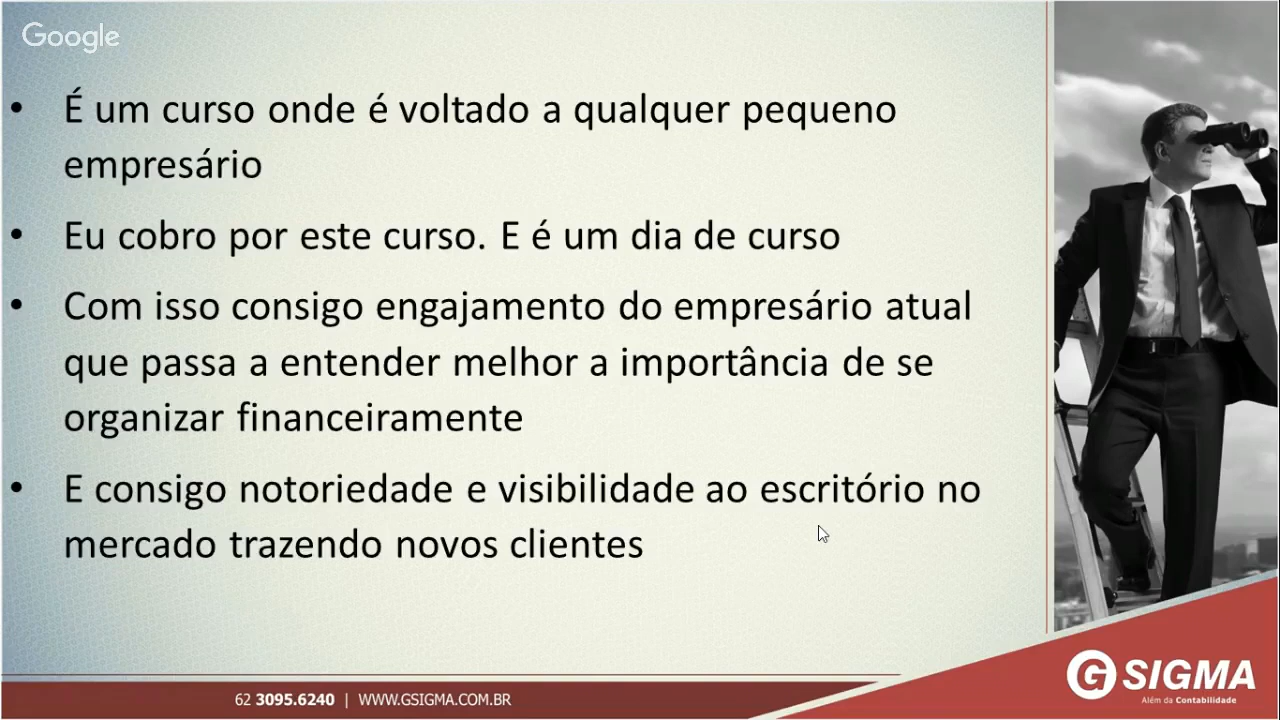 Google
• É um curso onde é voltado a qualquer pequeno
empresário
• Eu cobro por este curso. E é um dia de curso
• Com isso consigo engajamento do empresário atual
que passa a entender melhor a importância de se
organizar financeiramente
• E consigo notoriedade e visibilidade ao escritório no
mercado trazendo novos clientes
62 3095.6240 | WWW.GSIGMA.COM.BR
G SIGMA
Além da Contabilidade